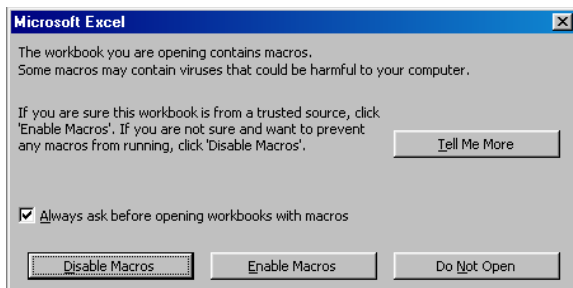 Microsoft Excel
The workbook you are opening contains macros.
Some macros may contain viruses that could be harmful to your computer.
If you are sure this workbook is from a trusted source, click
'Enable Macros'. If you are not sure and want to prevent
any macros from running, click 'Disable Macros'.
Tell Me More
Always ask before opening workbooks with macros
Disable Macros
Enable Macros
Do Not Open